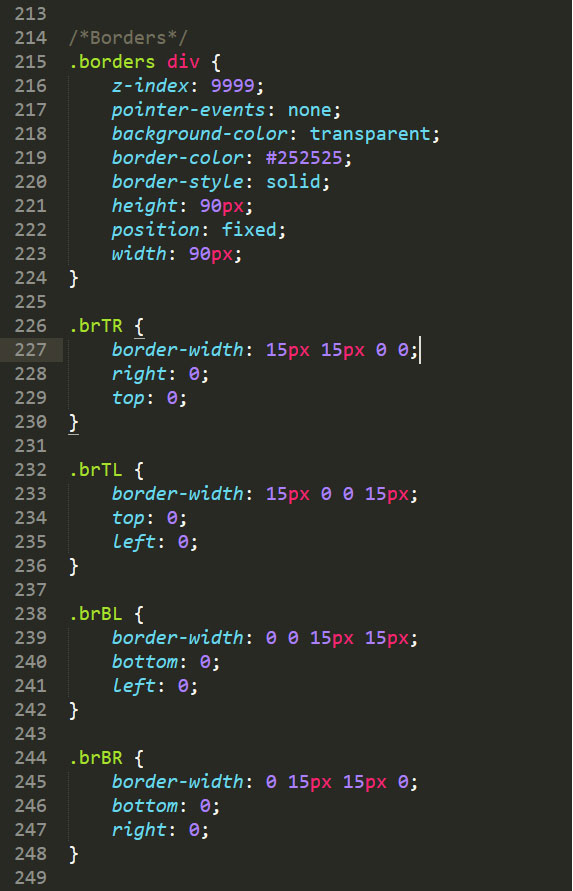 213
214 /*Borders*/
215 .borders div {
216 z-index: 9999;
217 pointer-events: none;
218 background-color: transparent;
219 border-color: #252525;
220 border-style: solid;
221 height: 90px;
222 position: fixed;
223 width: 90px;
224 }
225
226 .brTR {
227 border-width: 15px 15px 0 0;
228 right: 0;
229 top: 0;
230 }
231
232 .brTL {
233 border-width: 15px 0 0 15px;
234 top: 0;
235 left: 0;
236 }
237
238 .brBL {
239 border-width: 0 0 15px 15px;
240 bottom: 0;
241 left: 0;
242 }
243
244 .brBR {
245 border-width: 0 15px 15px 0;
246 bottom: 0;
247 right: 0;
248 }
249